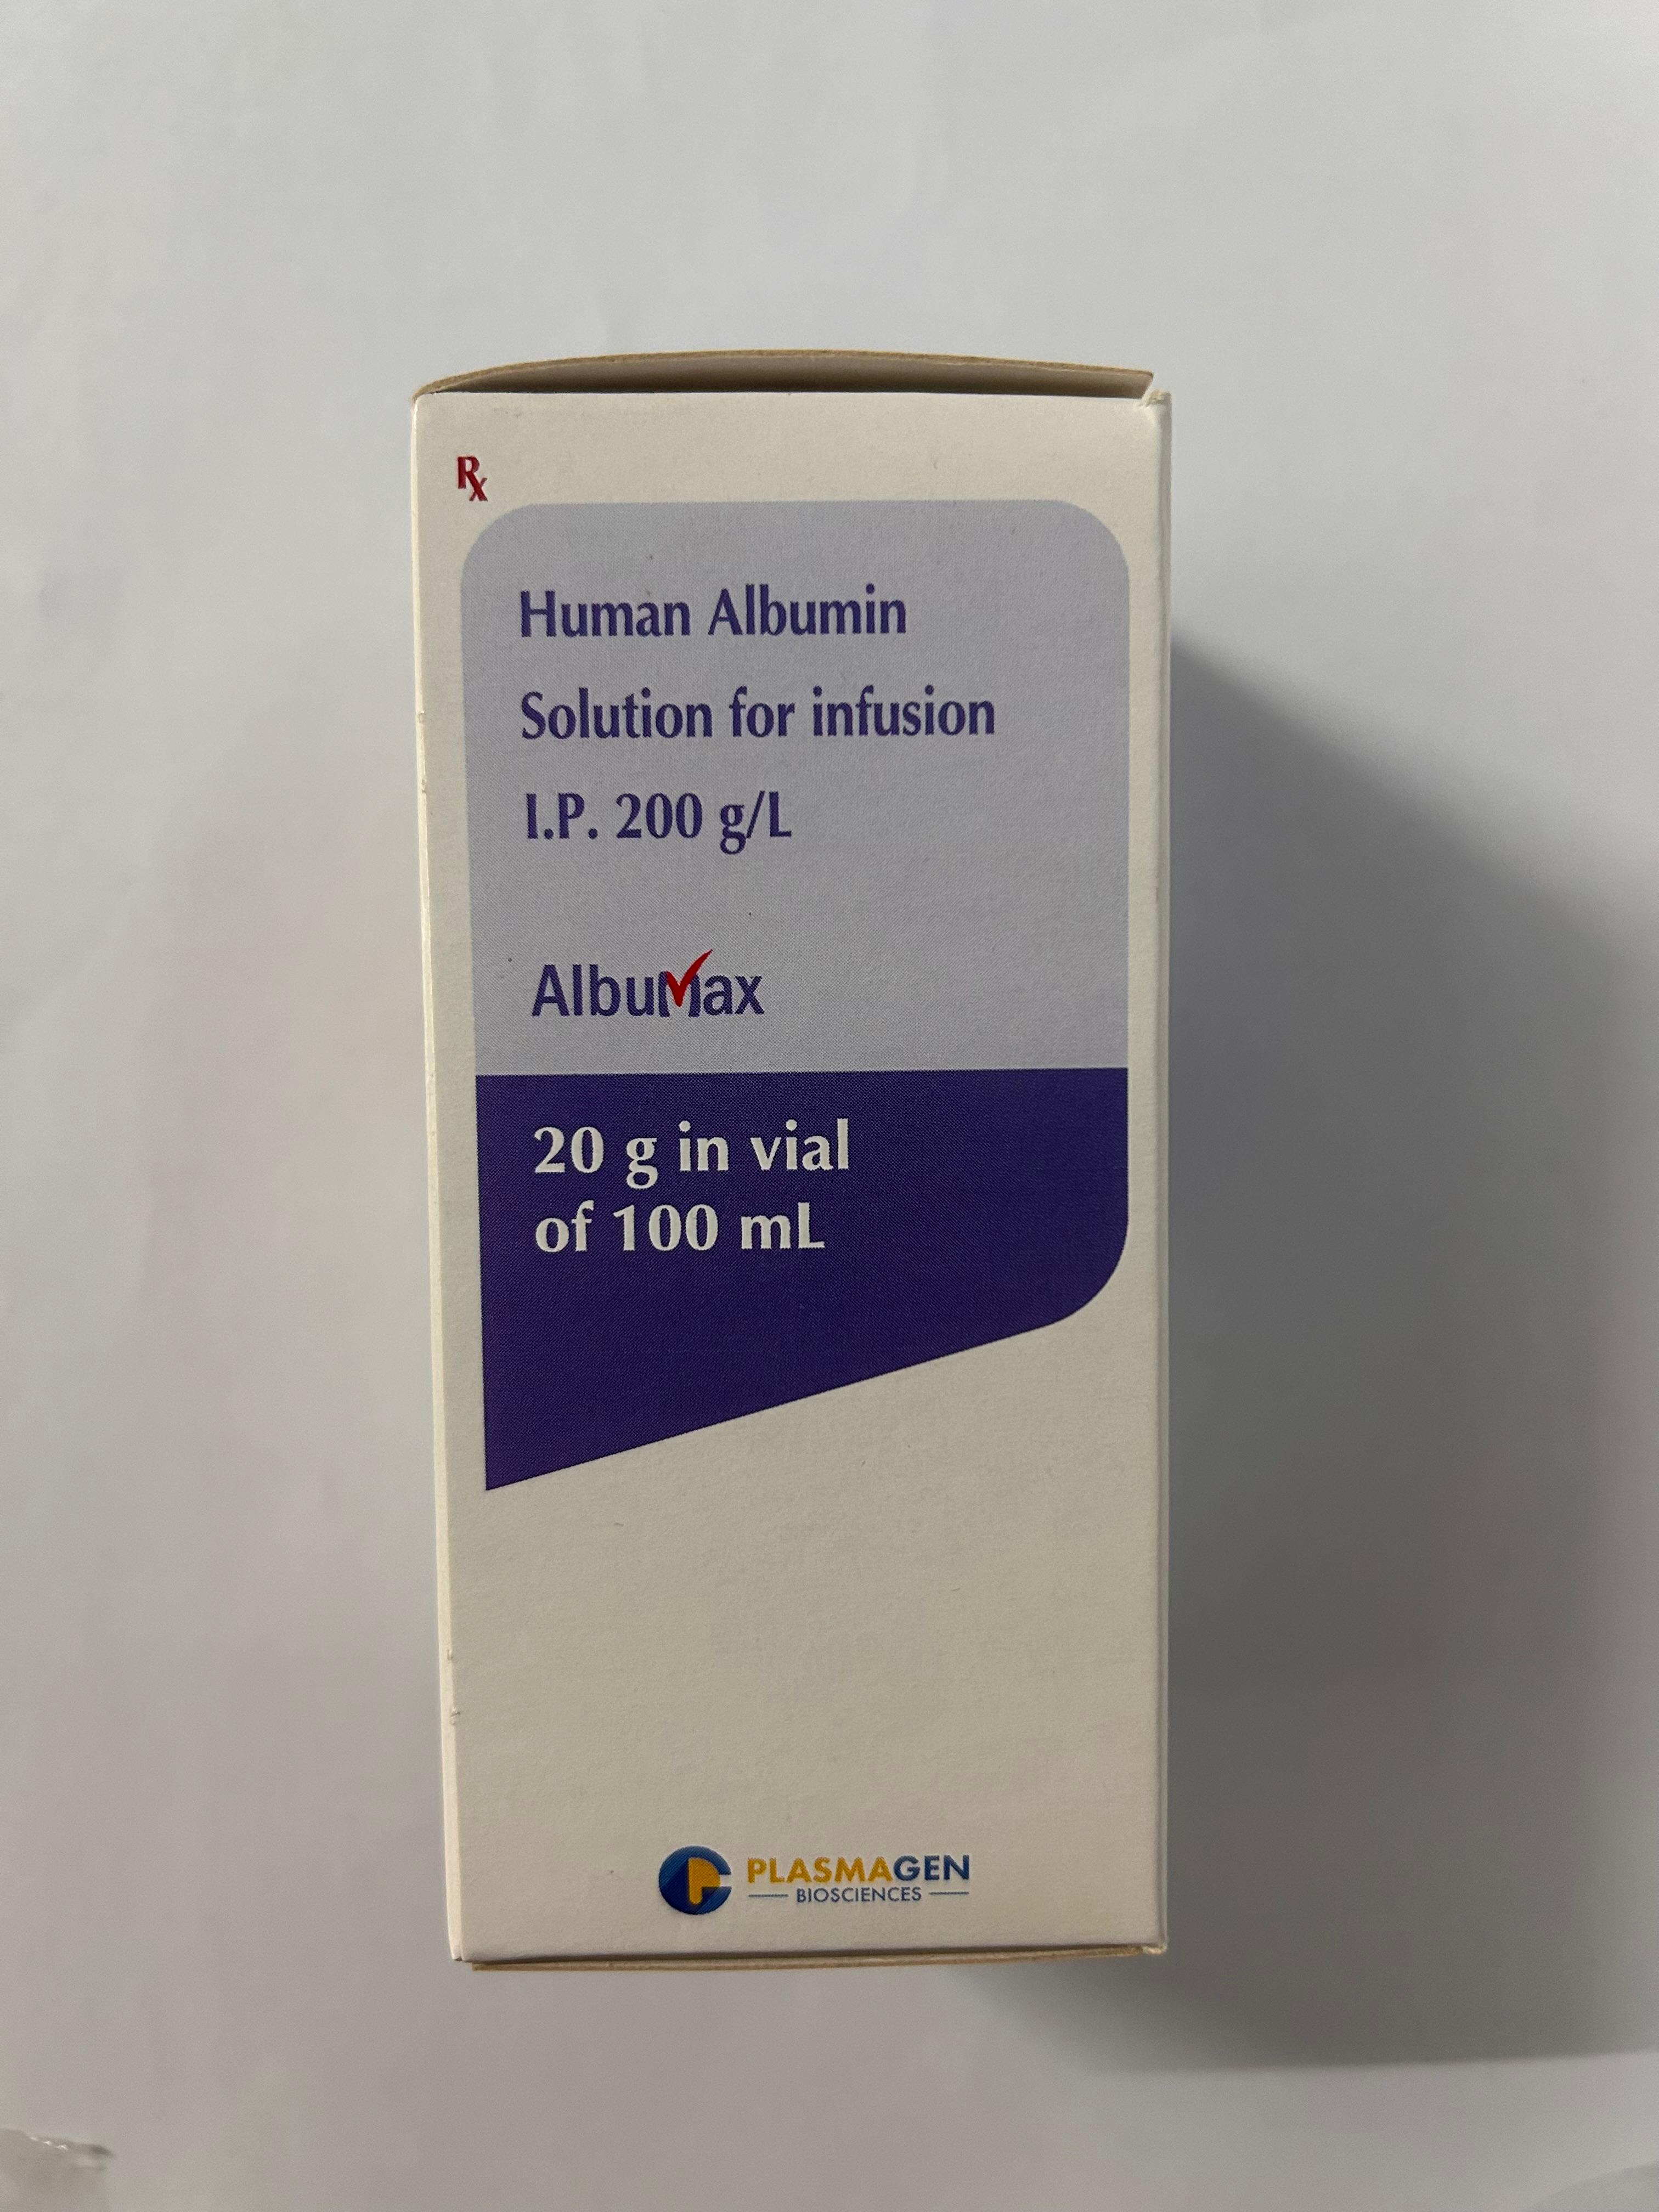 Rx
Human Albumin
Solution for infusion
I.P. 200 g/L
AlbuMax
20 g in vial
of 100 mL
PLASMAGEN
BIOSCIENCES